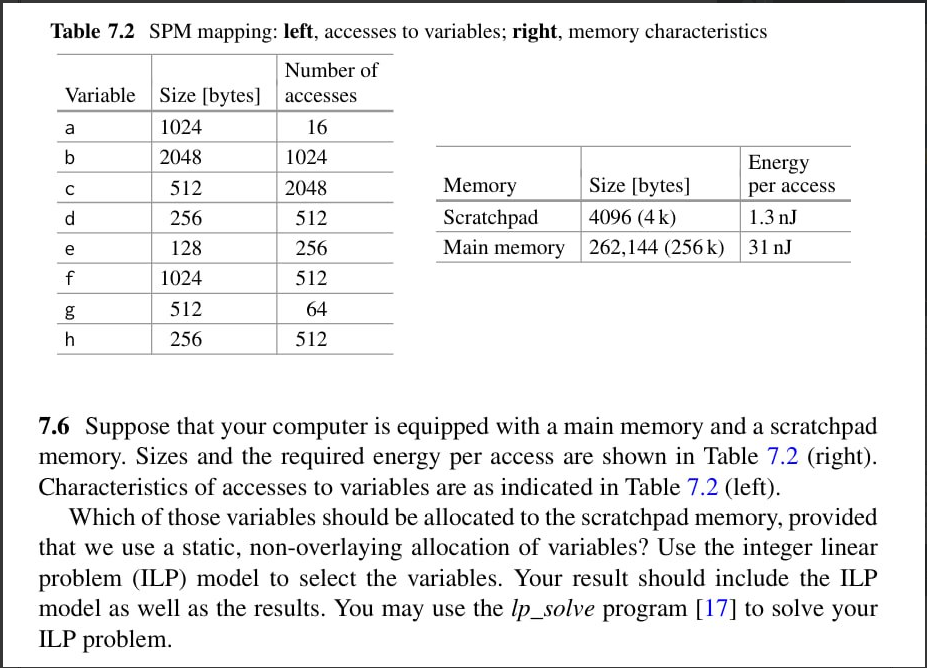 Table 7.2 SPM mapping: left, accesses to variables; right, memory characteristics
Variable Size [bytes] Number of accesses
a 1024 16
b 2048 1024
c 512 2048
d 256 512
e 128 256
f 1024 512
g 512 64
h 256 512
Memory Size [bytes] Energy per access
Scratchpad 4096 (4 k) 1.3 nJ
Main memory 262,144 (256 k) 31 nJ
7.6 Suppose that your computer is equipped with a main memory and a scratchpad
memory. Sizes and the required energy per access are shown in Table 7.2 (right).
Characteristics of accesses to variables are as indicated in Table 7.2 (left).
Which of those variables should be allocated to the scratchpad memory, provided
that we use a static, non-overlaying allocation of variables? Use the integer linear
problem (ILP) model to select the variables. Your result should include the ILP
model as well as the results. You may use the lp_solve program [17] to solve your
ILP problem.